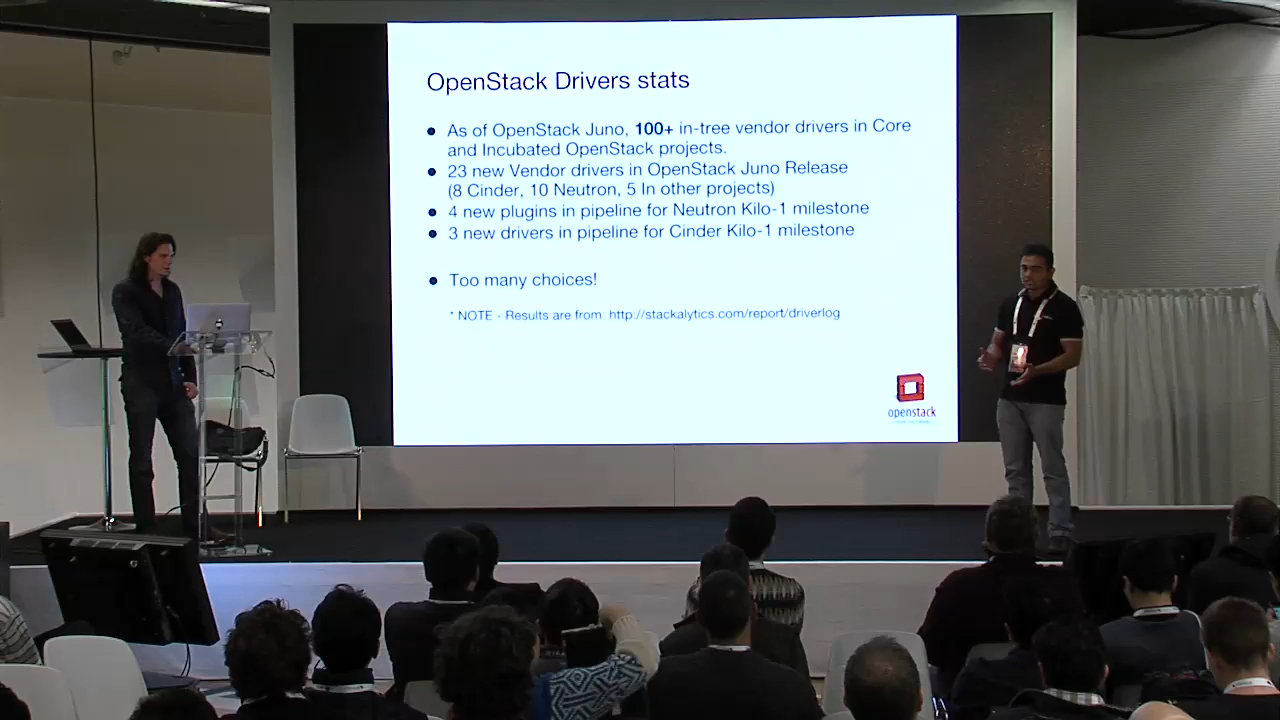 OpenStack Drivers stats
● As of OpenStack Juno, 100+ in-tree vendor drivers in Core
and Incubated OpenStack projects.
● 23 new Vendor drivers in OpenStack Juno Release
(8 Cinder, 10 Neutron, 5 In other projects)
● 4 new plugins in pipeline for Neutron Kilo-1 milestone
● 3 new drivers in pipeline for Cinder Kilo-1 milestone
● Too many choices!
* NOTE - Results are from: http://stackalytics.com/report/driverlog
openstack